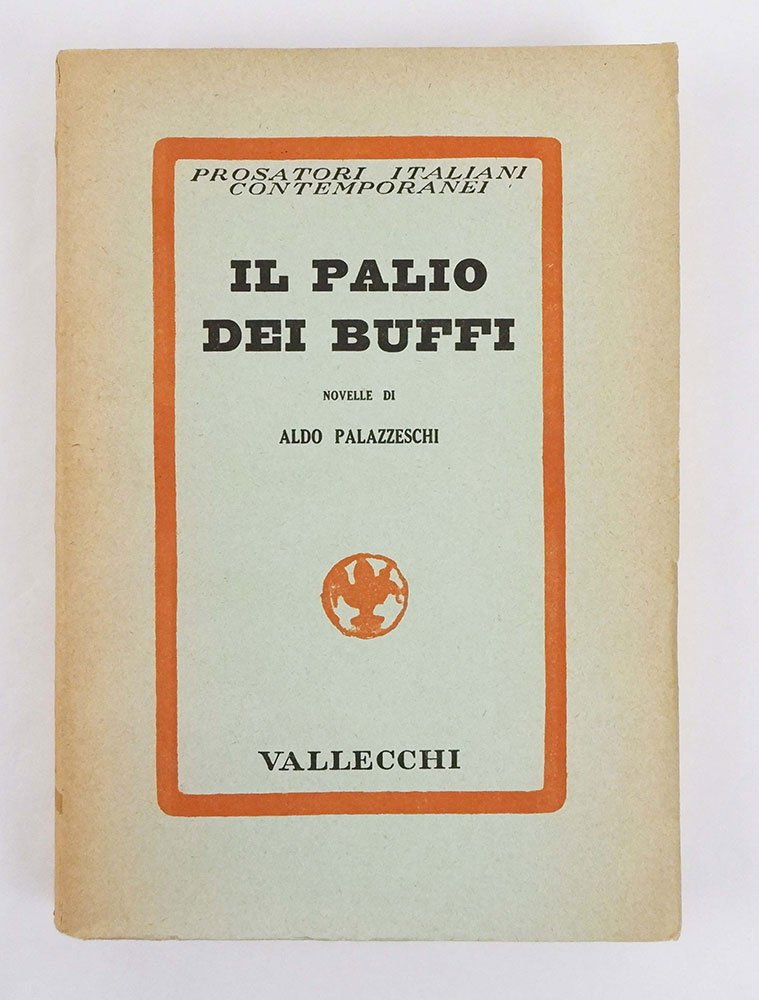 PROSATORI ITALIANI
CONTEMPORANEI
IL PALIO
DEI BUFFI
NOVELLE DI
ALDO PALAZZESCHI
VALLECCHI